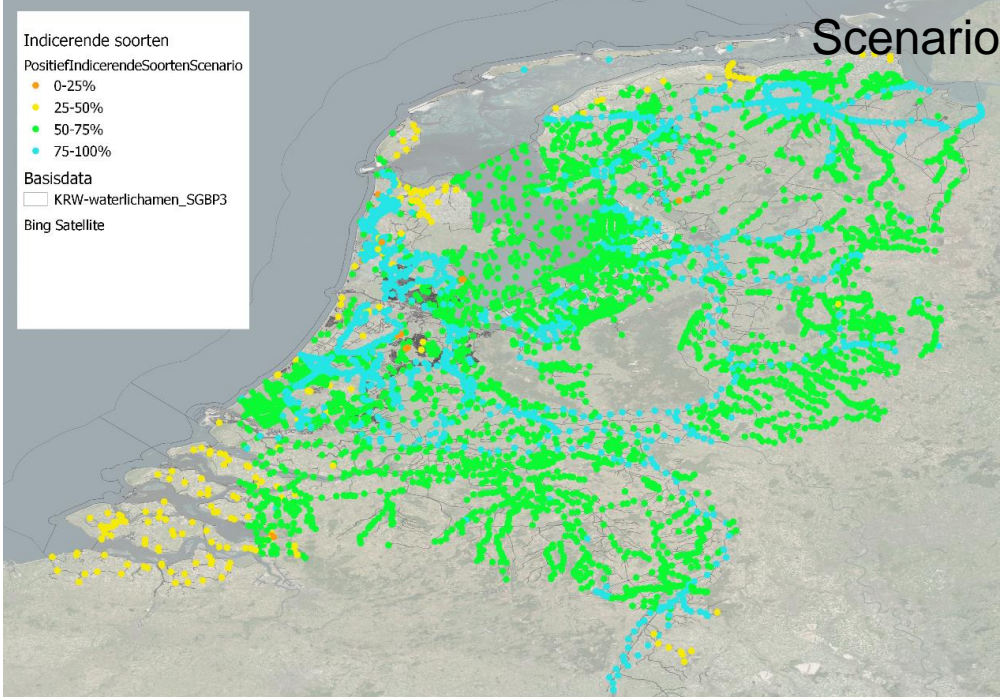 Scenario
Indicerende soorten
PositiefIndicerendeSoortenScenario
0-25%
25-50%
50-75%
75-100%
Basisdata
KRW-waterlichamen_SGBP3
Bing Satellite